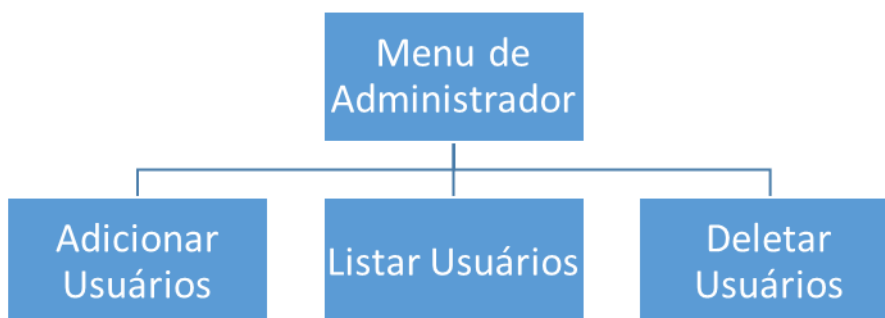 Menu de
Administrador
Adicionar
Usuários
Listar Usuários
Deletar
Usuários